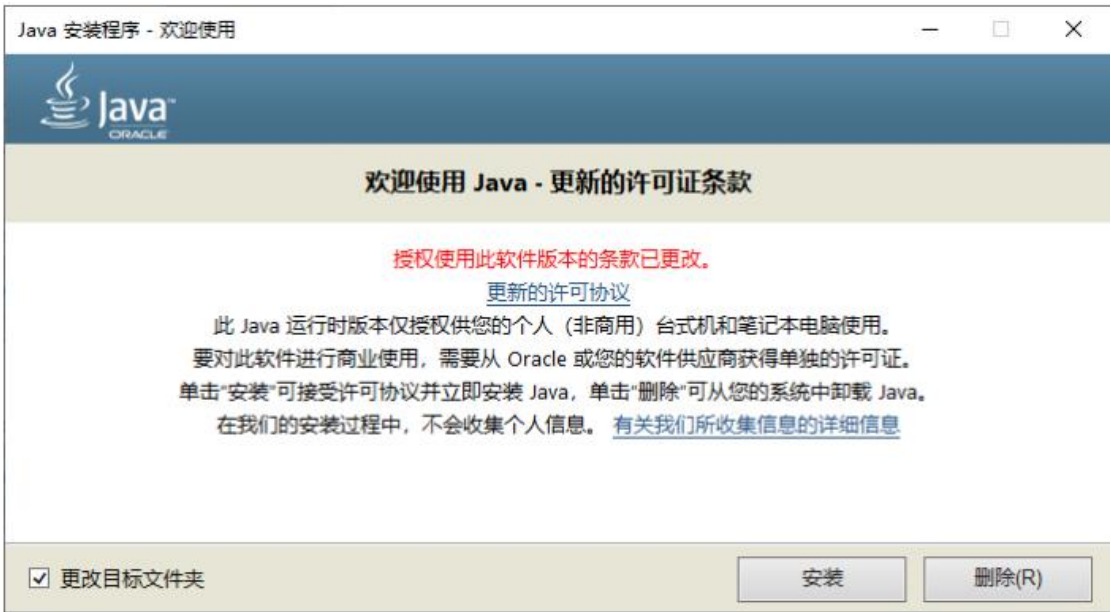 Java 安装程序 - 欢迎使用
Java™
ORACLE
欢迎使用 Java - 更新的许可证条款
授权使用此软件版本的条款已更改。
更新的许可协议
此 Java 运行时版本仅授权供您的个人（非商用）台式机和笔记本电脑使用。
要对此软件进行商业使用，需要从 Oracle 或您的软件供应商获得单独的许可证。
单击“安装”可接受许可协议并立即安装 Java，单击“删除”可从您的系统中卸载 Java。
在我们的安装过程中，不会收集个人信息。 有关我们所收集信息的详细信息
更改目标文件夹 安装 删除(R)